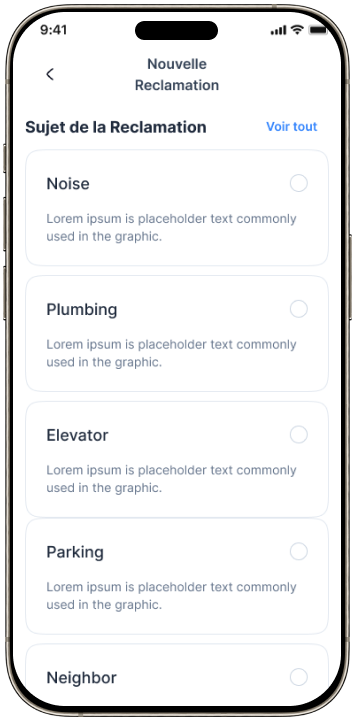 9:41
Nouvelle
Reclamation
Sujet de la Reclamation
Voir tout
Noise
Lorem ipsum is placeholder text commonly
used in the graphic.
Plumbing
Lorem ipsum is placeholder text commonly
used in the graphic.
Elevator
Lorem ipsum is placeholder text commonly
used in the graphic.
Parking
Lorem ipsum is placeholder text commonly
used in the graphic.
Neighbor